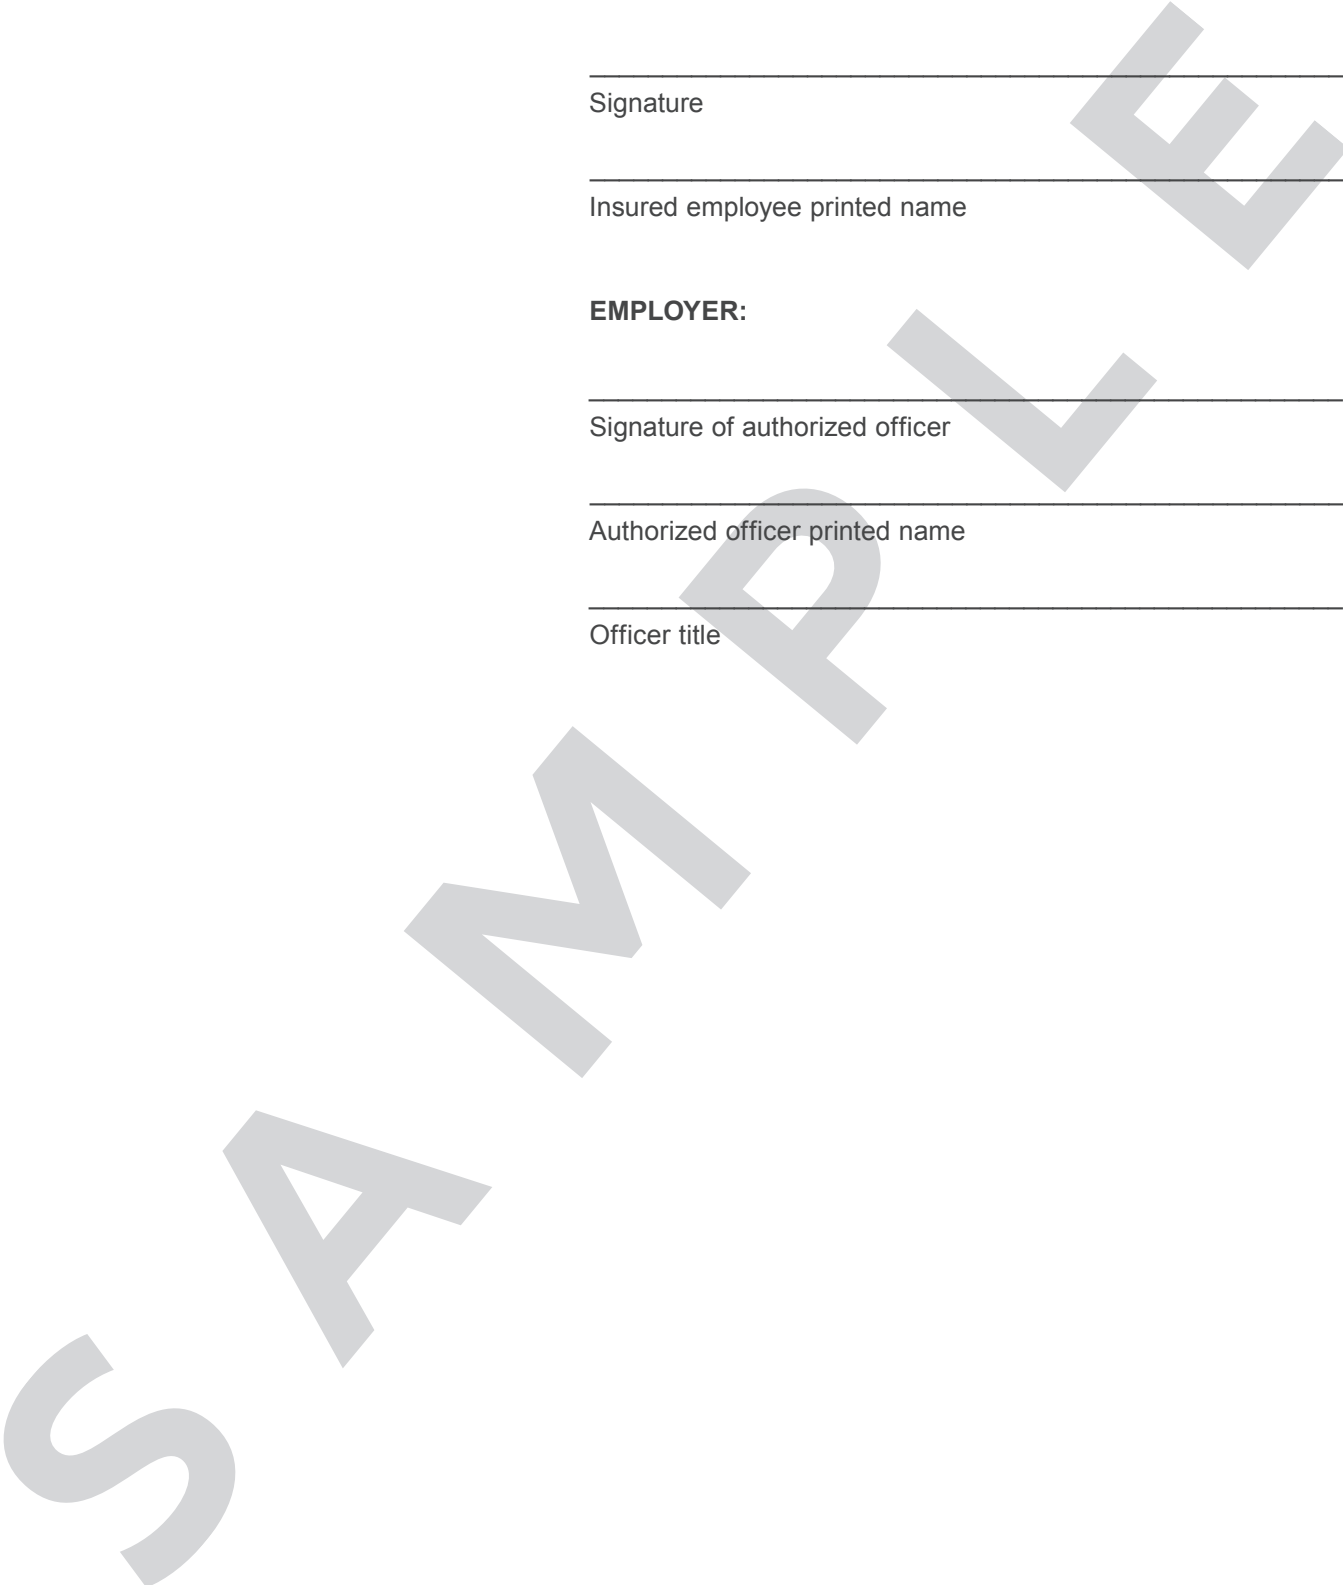 Signature
Insured employee printed name
EMPLOYER:
Signature of authorized officer
Authorized officer printed name
Officer title
SAMPLE